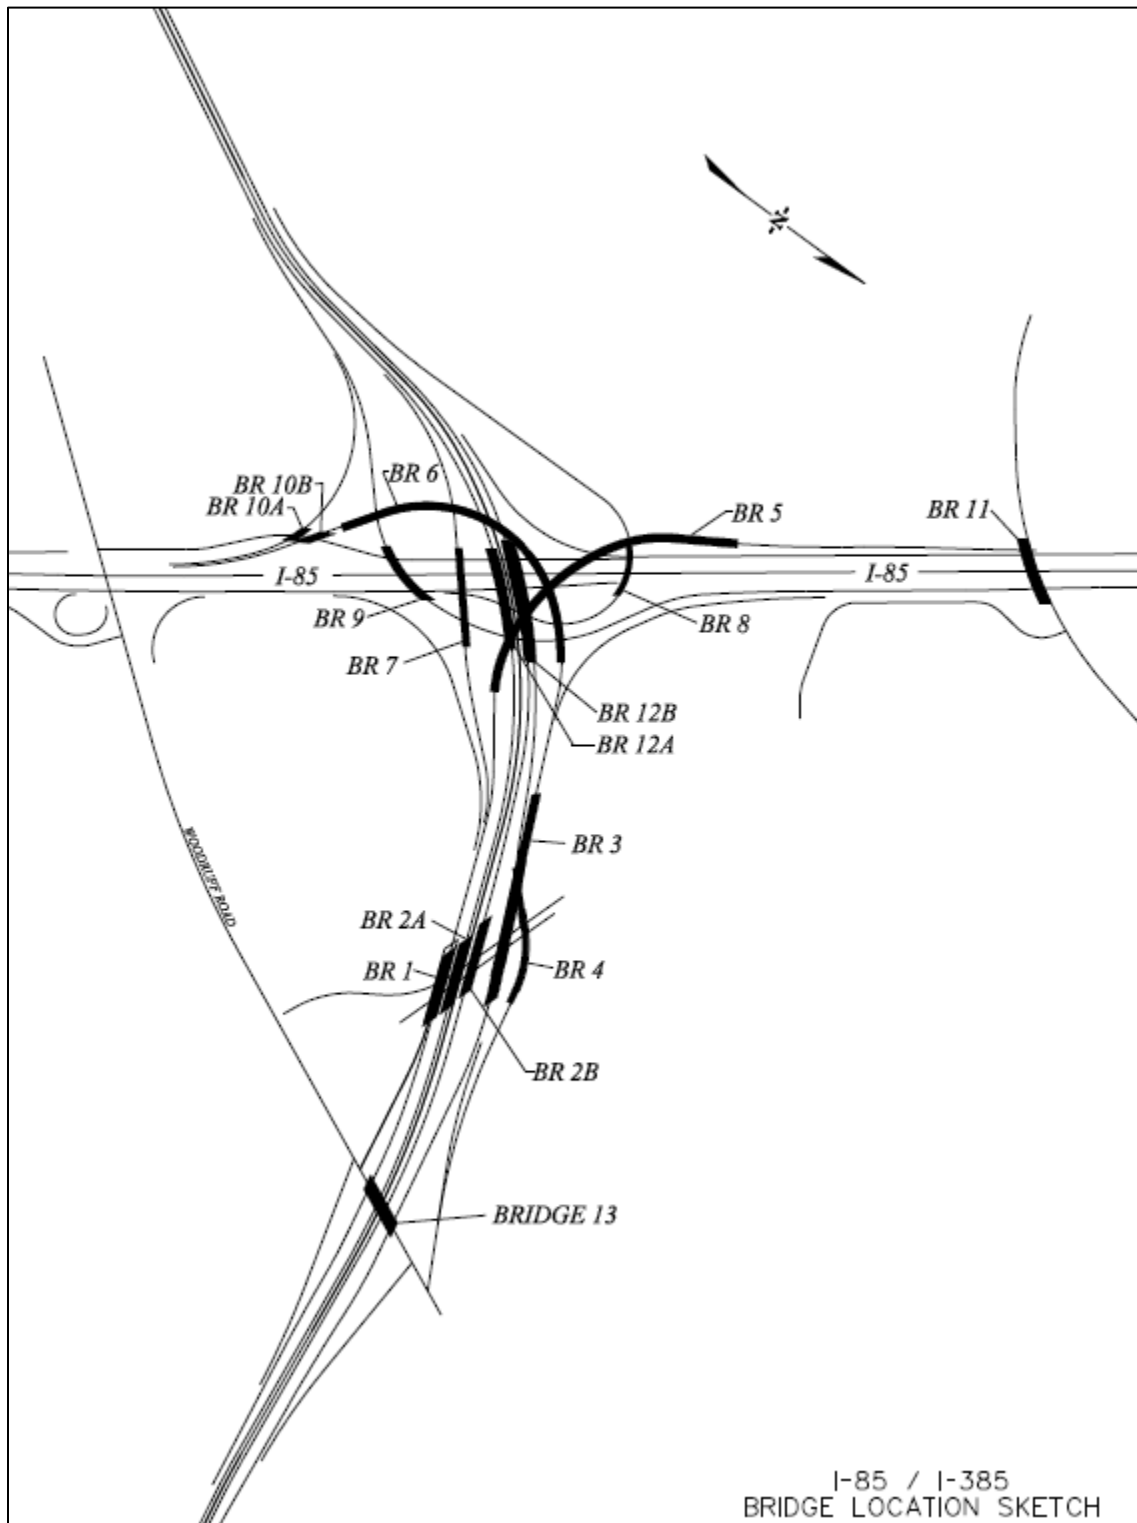 N
BR 6
BR 10B
BR 10A
BR 5
BR 11
I-85
I-85
BR 9
BR 8
BR 7
BR 12B
BR 12A
WOODRUFF ROAD
BR 3
BR 2A
BR 1
BR 4
BR 2B
BRIDGE 13
I-85 / I-385
BRIDGE LOCATION SKETCH